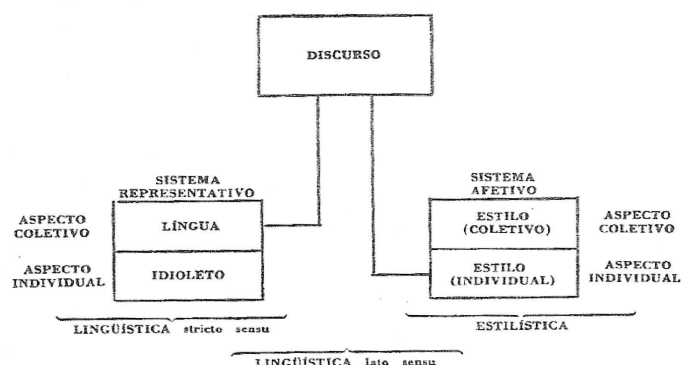 DISCURSO
SISTEMA
REPRESENTATIVO
SISTEMA
AFETIVO
ASPECTO
COLETIVO
LÍNGUA
ESTILO
(COLETIVO)
ASPECTO
COLETIVO
ASPECTO
INDIVIDUAL
IDIOLETO
ESTILO
(INDIVIDUAL)
ASPECTO
INDIVIDUAL
LINGÜÍSTICA stricto sensu
ESTILÍSTICA
LINGÜÍSTICA lato sensu